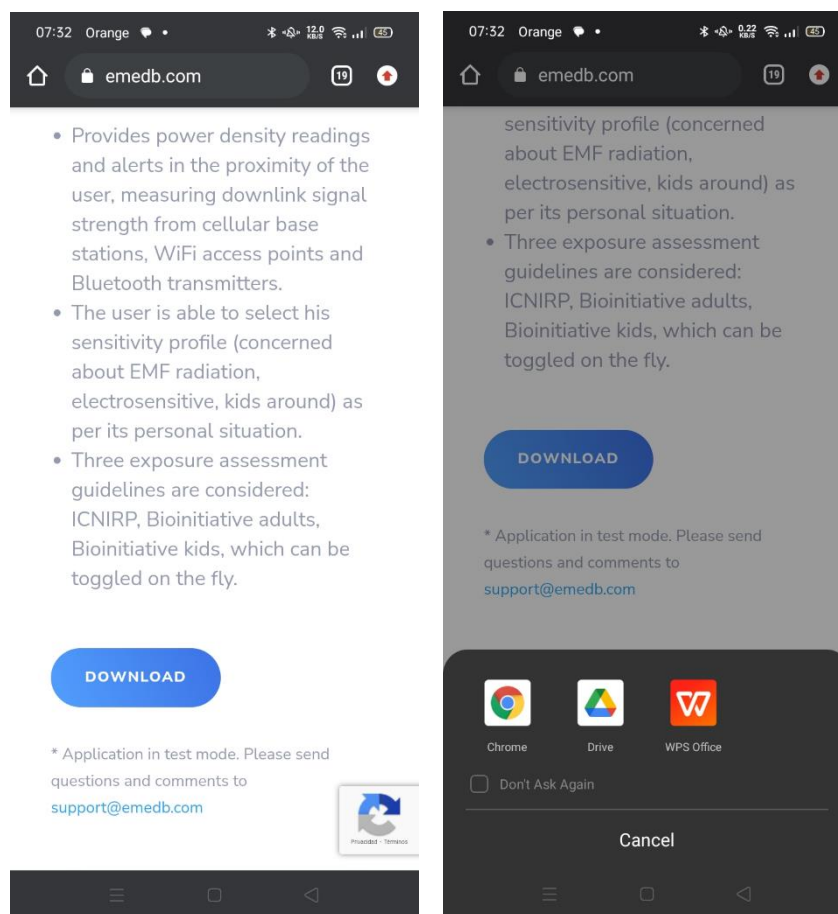 07:32 Orange 12.0 KB/S 45
emedb.com 19
• Provides power density readings
and alerts in the proximity of the
user, measuring downlink signal
strength from cellular base
stations, WiFi access points and
Bluetooth transmitters.
• The user is able to select his
sensitivity profile (concerned
about EMF radiation,
electrosensitive, kids around) as
per its personal situation.
• Three exposure assessment
guidelines are considered:
ICNIRP, Bioinitiative adults,
Bioinitiative kids, which can be
toggled on the fly.
DOWNLOAD
* Application in test mode. Please send
questions and comments to
support@emedb.com
Privacidad - Términos
07:32 Orange 0.22 KB/S 45
emedb.com 19
sensitivity profile (concerned
about EMF radiation,
electrosensitive, kids around) as
per its personal situation.
• Three exposure assessment
guidelines are considered:
ICNIRP, Bioinitiative adults,
Bioinitiative kids, which can be
toggled on the fly.
DOWNLOAD
* Application in test mode. Please send
questions and comments to
support@emedb.com
Chrome Drive WPS Office
Don't Ask Again
Cancel